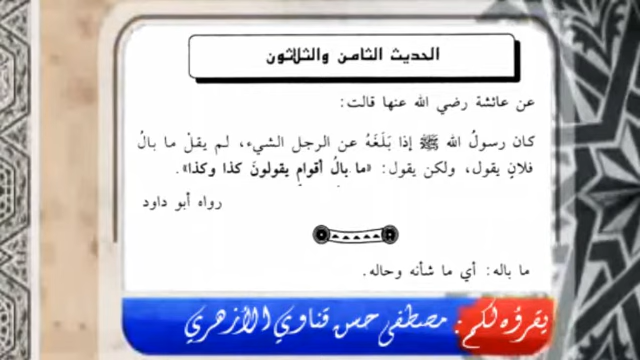 الحديث الثامن والثلاثون
عن عائشة رضي الله عنها قالت:
كان رسولُ الله ﷺ إذا بَلَغَهُ عن الرجل الشيء، لم يقلْ ما بالُ
فلانٍ يقول، ولكن يقول: «ما بالُ أقوامٍ يقولونَ كذا وكذا».
رواه أبو داود
ما باله: أي ما شأنه وحاله.
يقرؤه لكم: مصطفى حسن قناوي الأزهري